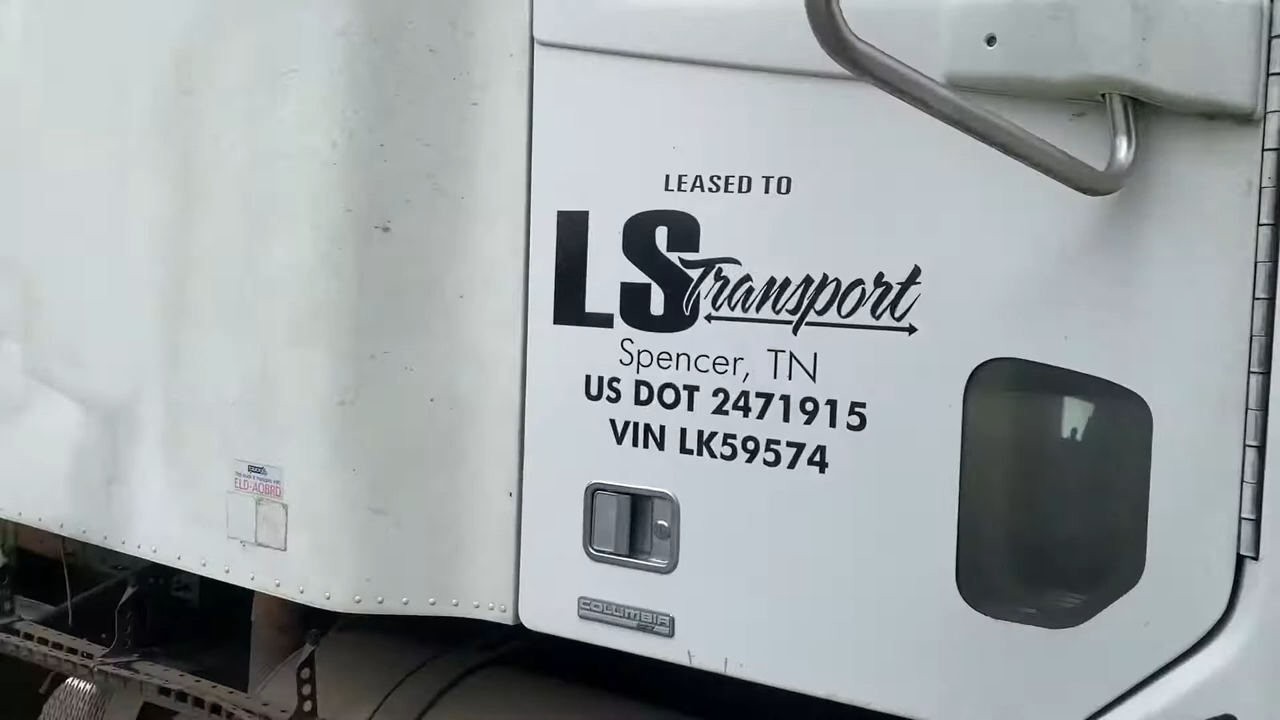 LEASED TO
LS Transport
Spencer, TN
US DOT 2471915
VIN LK59574
ELD-AOBRD
COLUMBIA